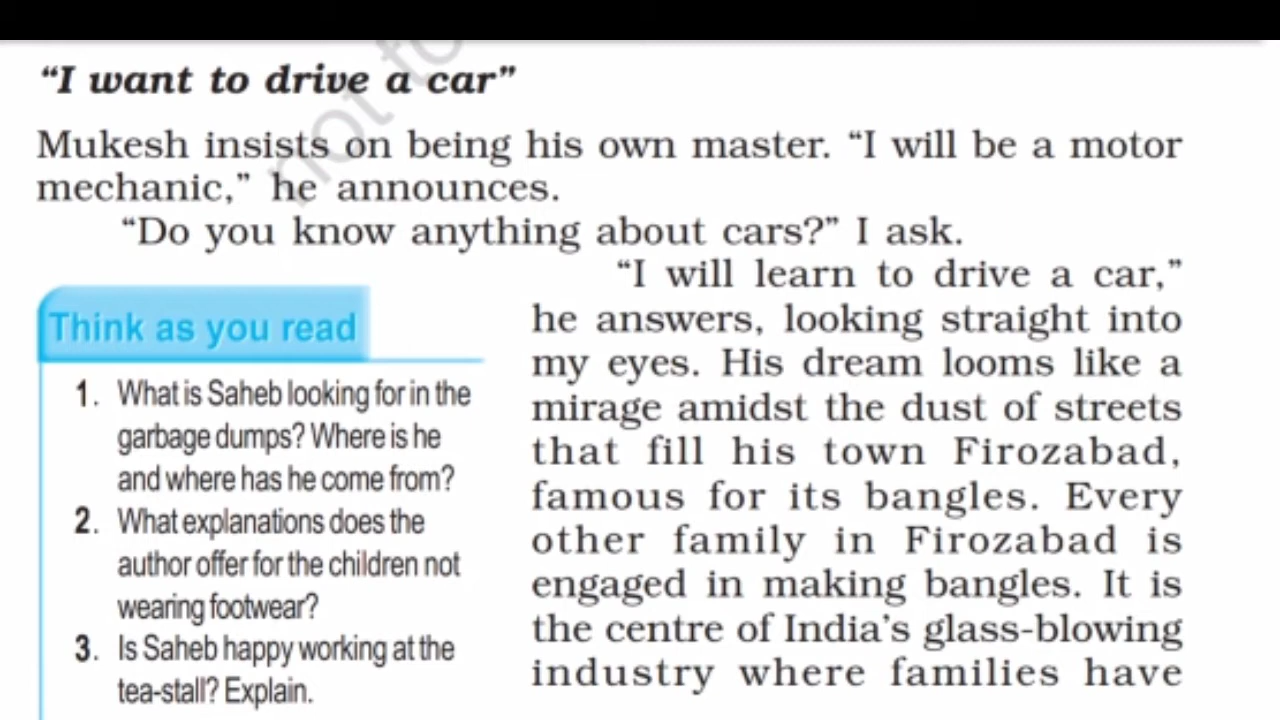 “I want to drive a car”
Mukesh insists on being his own master. “I will be a motor
mechanic,” he announces.
“Do you know anything about cars?” I ask.
“I will learn to drive a car,”
he answers, looking straight into
my eyes. His dream looms like a
mirage amidst the dust of streets
that fill his town Firozabad,
famous for its bangles. Every
other family in Firozabad is
engaged in making bangles. It is
the centre of India’s glass-blowing
industry where families have
Think as you read
1. What is Saheb looking for in the
garbage dumps? Where is he
and where has he come from?
2. What explanations does the
author offer for the children not
wearing footwear?
3. Is Saheb happy working at the
tea-stall? Explain.
not to